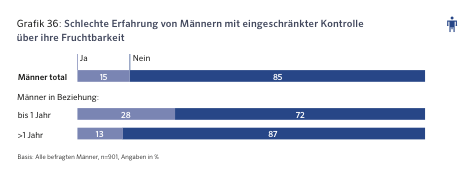 Grafik 36: Schlechte Erfahrung von Männern mit eingeschränkter Kontrolle
über ihre Fruchtbarkeit
Ja Nein
Männer total 15 85
Männer in Beziehung:
bis 1 Jahr 28 72
>1 Jahr 13 87
Basis: Alle befragten Männer, n=901, Angaben in %